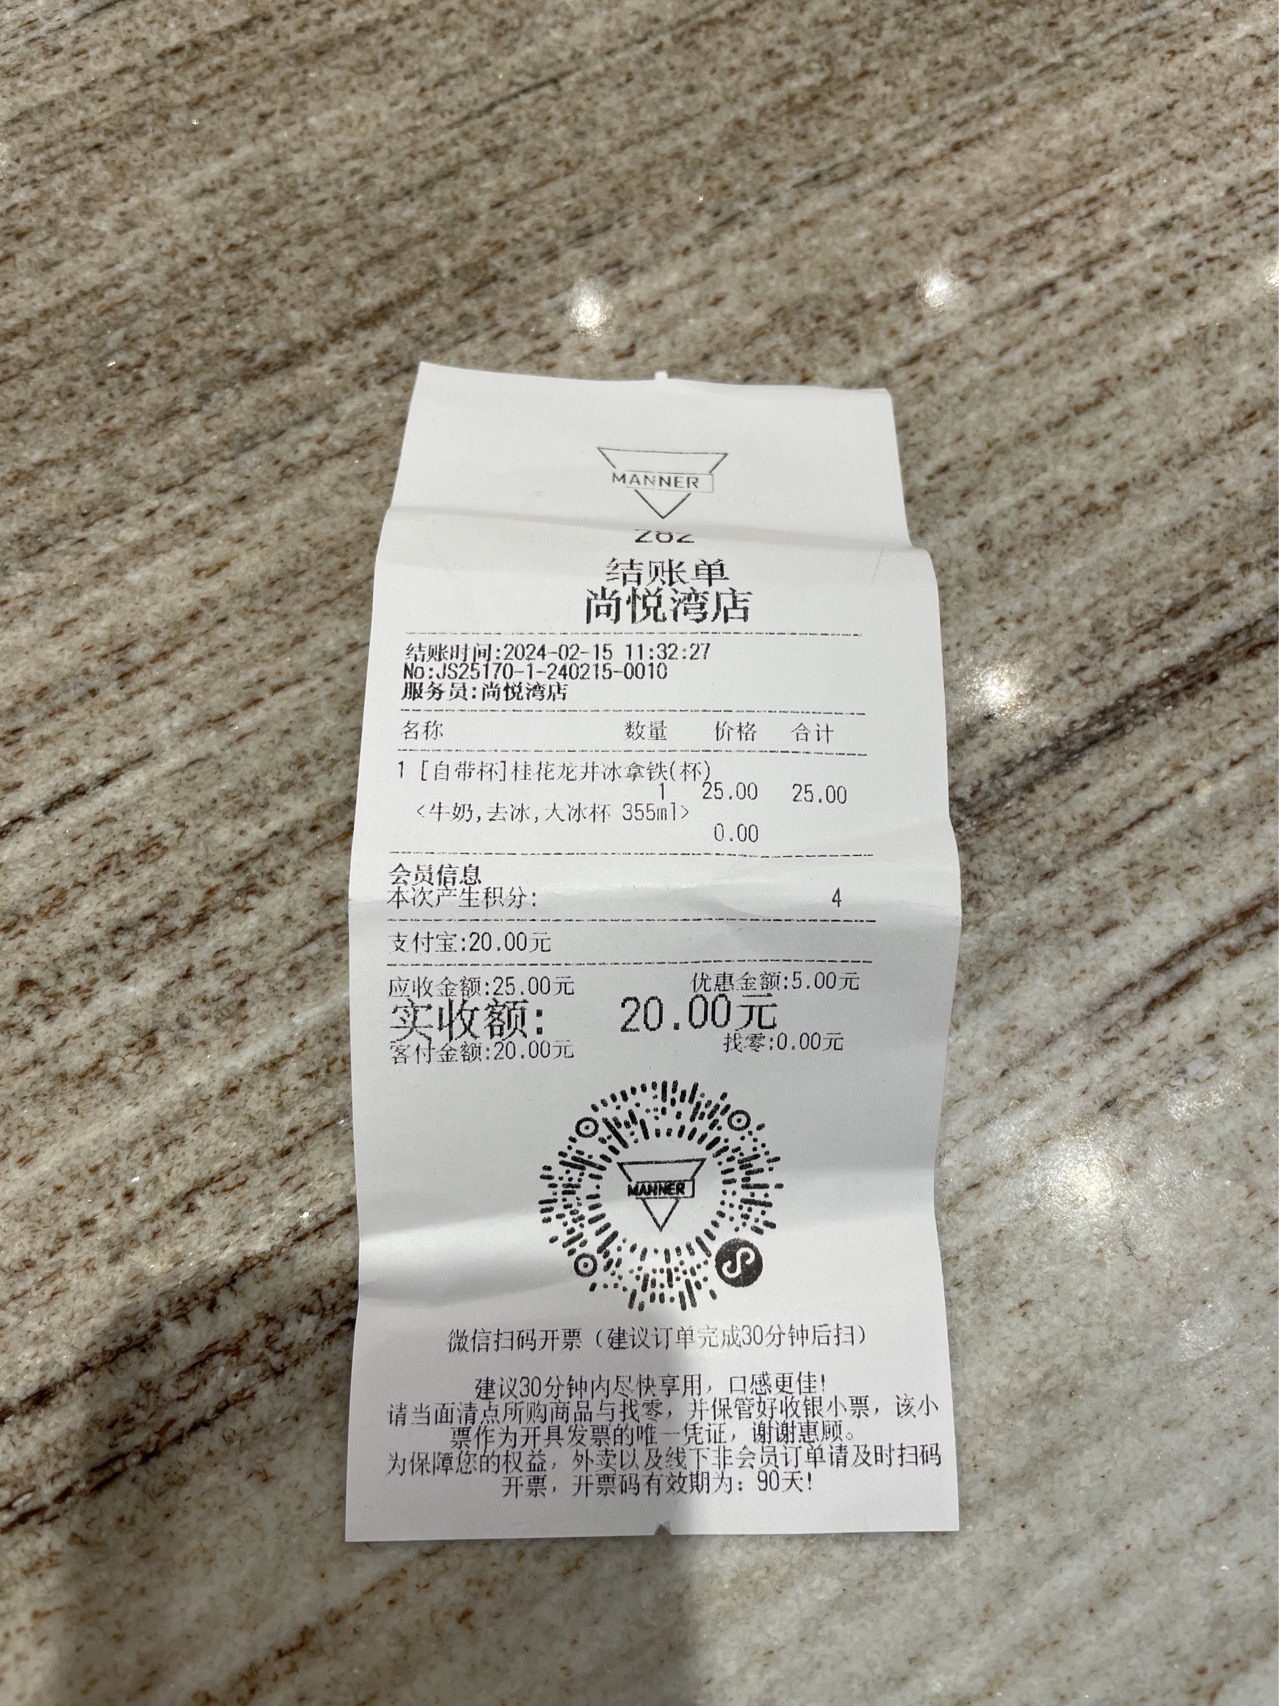 MANNER
282
结账单
尚悦湾店
结账时间:2024-02-15 11:32:27
No:JS25170-1-240215-0010
服务员:尚悦湾店
名称 数量 价格 合计
1 [自带杯]桂花龙井冰拿铁(杯)
1 25.00 25.00
<牛奶,去冰,大冰杯 355ml>
0.00
会员信息
本次产生积分: 4
支付宝:20.00元
应收金额:25.00元 优惠金额:5.00元
实收额: 20.00元
客付金额:20.00元 找零:0.00元
MANNER
微信扫码开票（建议订单完成30分钟后扫）
建议30分钟内尽快享用，口感更佳!
请当面清点所购商品与找零，并保管好收银小票，该小
票作为开具发票的唯一凭证，谢谢惠顾。
为保障您的权益，外卖以及线下非会员订单请及时扫码
开票，开票码有效期为：90天!